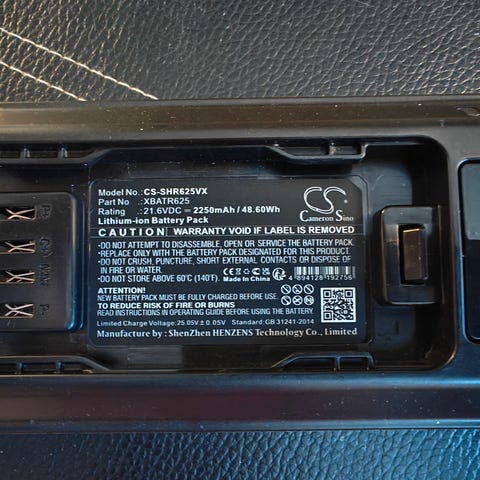 Model No.: CS-SHR625VX
Part No .: XBATR625
Rating .: 21.6VDC ⎓ 2250mAh / 48.60Wh
Lithium-ion Battery Pack
CS
Cameron Sino
CAUTION WARRANTY VOID IF LABEL REMOVED
·DO NOT ATTEMPT TO DISASSEMBLE, OPEN OR SERVICE BATTERY PACK.
·REPLACE ONLY WITH THE BATTERY DESIGNATED FOR THIS PRODUCT.
·DO NOT CRUSH, PUNCTURE, SHORT EXTERNAL CONTACTS OR DISPOSE OF IN FIRE OR WATER.
·DO NOT STORE ABOVE 60°C (140°F).
Made In China
4 894128 192756
ATTENTION!
NEW BATTERY PACK MUST BE CHARGED BEFORE USE.
TO REDUCE RISK OF FIRE OR BURNS
READ INSTRUCTIONS IN OPERATING GUIDE BEFORE USING BATTERY.
Limited Charge Voltage: 25.05V ± 0.05V Standard: GB 31241-2014
Manufacture by : ShenZhen HENZENS Technology Co., Limited